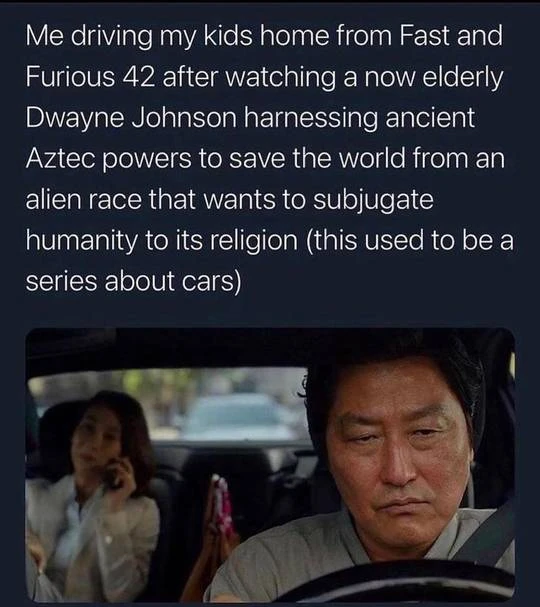 Me driving my kids home from Fast and
Furious 42 after watching a now elderly
Dwayne Johnson harnessing ancient
Aztec powers to save the world from an
alien race that wants to subjugate
humanity to its religion (this used to be a
series about cars)